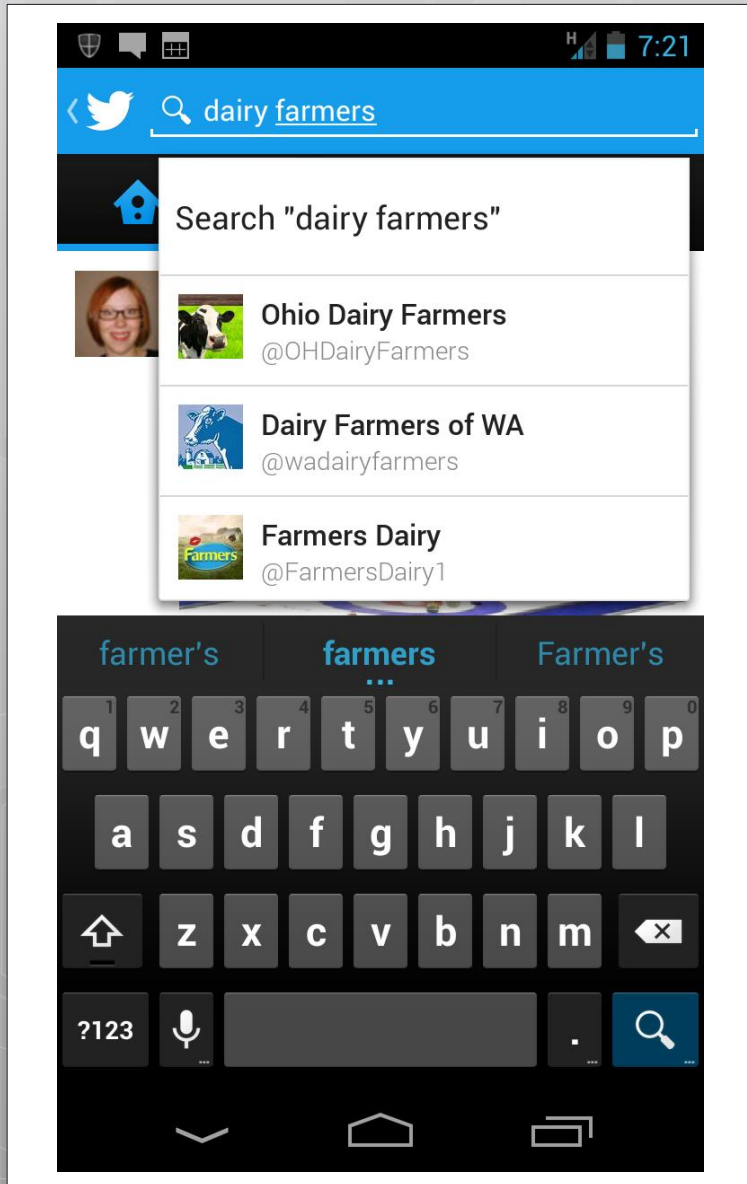 H 7:21
dairy farmers
Search "dairy farmers"
Ohio Dairy Farmers
@OHDairyFarmers
Dairy Farmers of WA
@wadairyfarmers
Farmers
Farmers Dairy
@FarmersDairy1
farmer's farmers Farmer's
...
1 2 3 4 5 6 7 8 9 0
q w e r t y u i o p
a s d f g h j k l
z x c v b n m
?123 .